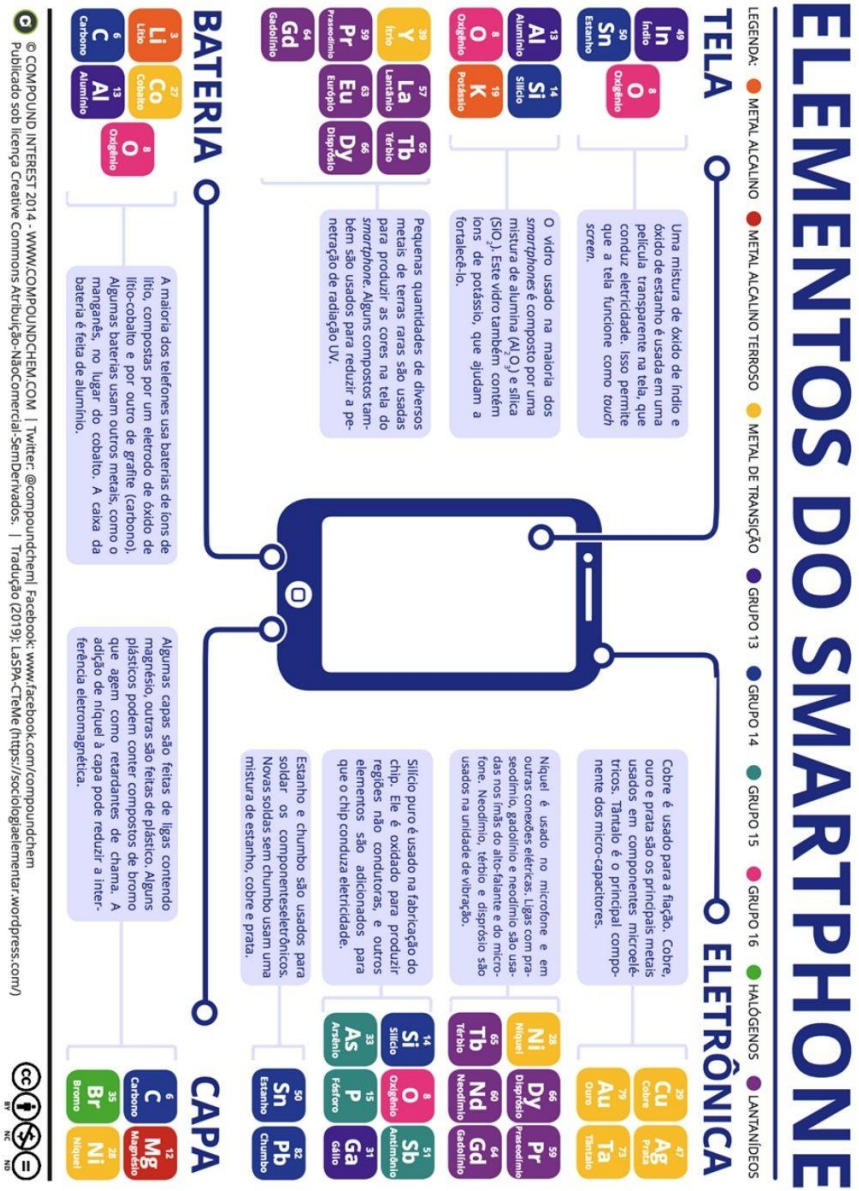 ELEMENTOS DO SMARTPHONE
LEGENDA: METAL ALCALINO METAL ALCALINO TERROSO METAL DE TRANSIÇÃO GRUPO 13 GRUPO 14 GRUPO 15 GRUPO 16 HALÓGENOS LANTANÍDEOS
TELA
49
In
Índio
50
Sn
Estanho
8
O
Oxigênio
Uma mistura de óxido de índio e
óxido de estanho é usada em uma
película transparente na tela, que
conduz eletricidade. Isso permite
que a tela funcione como touch
screen.
13
Al
Alumínio
14
Si
Silício
8
O
Oxigênio
19
K
Potássio
O vidro usado na maioria dos
smartphones é composto por uma
mistura de alumina (Al2O3) e sílica
(SiO2). Este vidro também contém
íons de potássio, que ajudam a
fortalecê-lo.
39
Y
Ítrio
57
La
Lantânio
65
Tb
Térbio
59
Pr
Praseodímio
63
Eu
Európio
66
Dy
Disprósio
64
Gd
Gadolínio
Pequenas quantidades de diversos
metais de terras raras são usadas
para produzir as cores na tela do
smartphone. Alguns compostos tam-
bém são usados para reduzir a pe-
netração de radiação UV.
ELETRÔNICA
Cobre é usado para a fiação. Cobre,
ouro e prata são os principais metais
usados em componentes microelé-
tricos. Tântalo é o principal compo-
nente dos micro-capacitores.
29
Cu
Cobre
47
Ag
Prata
79
Au
Ouro
73
Ta
Tântalo
Níquel é usado no microfone e em
outras conexões elétricas. Ligas com pra-
seodímio, gadolínio e neodímio são usa-
das nos ímãs do alto-falante e do micro-
fone. Neodímio, térbio e disprósio são
usados na unidade de vibração.
28
Ni
Níquel
66
Dy
Disprósio
59
Pr
Praseodímio
65
Tb
Térbio
60
Nd
Neodímio
64
Gd
Gadolínio
Silício puro é usado na fabricação do
chip. Ele é oxidado para produzir
regiões não condutoras, e outros
elementos são adicionados para
que o chip conduza eletricidade.
14
Si
Silício
8
O
Oxigênio
51
Sb
Antimônio
33
As
Arsênio
15
P
Fósforo
31
Ga
Gálio
Estanho e chumbo são usados para
soldar os componenteseletrônicos.
Novas soldas sem chumbo usam uma
mistura de estanho, cobre e prata.
50
Sn
Estanho
82
Pb
Chumbo
BATERIA
3
Li
Lítio
27
Co
Cobalto
6
C
Carbono
13
Al
Alumínio
8
O
Oxigênio
A maioria dos telefones usa baterias de íons de
lítio, compostas por um eletrodo de óxido de
lítio-cobalto e por outro de grafite (carbono).
Algumas baterias usam outros metais, como o
manganês, no lugar do cobalto. A caixa da
bateria é feita de alumínio.
CAPA
Algumas capas são feitas de ligas contendo
magnésio, outras são feitas de plástico. Alguns
plásticos podem conter compostos de bromo
que agem como retardantes de chama. A
adição de níquel à capa pode reduzir a inter-
ferência eletromagnética.
6
C
Carbono
12
Mg
Magnésio
35
Br
Bromo
28
Ni
Níquel
© COMPOUND INTEREST 2014 - WWW.COMPOUNDCHEM.COM | Twitter: @compoundchem| Facebook: www.facebook.com/compoundchem
Publicado sob licença Creative Commons Atribuição-NãoComercial-SemDerivados. | Tradução (2019): LaSPA-CTeMe (https://sociologiaelementar.wordpress.com/)
cc
BY NC ND